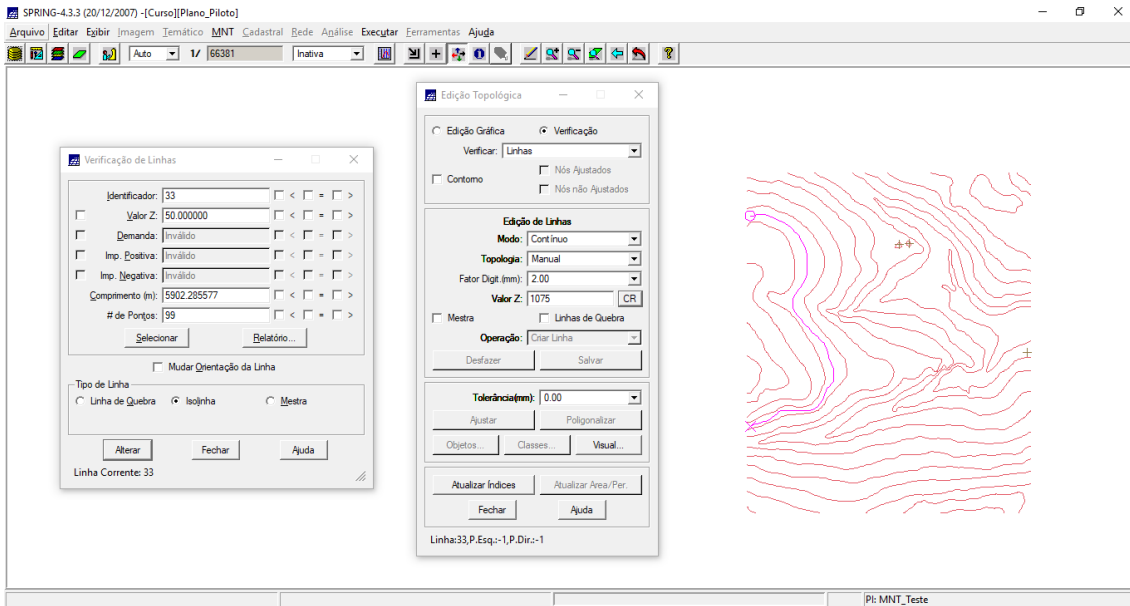 SPRING-4.3.3 (20/12/2007) -[Curso][Plano_Piloto]
Arquivo Editar Exibir Imagem Temático MNT Cadastral Rede Análise Executar Ferramentas Ajuda
Auto 1/ 66381 Inativa
Verificação de Linhas
Identificador: 33 < = >
Valor Z: 50.000000 < = >
Demanda: Inválido < = >
Imp. Positiva: Inválido < = >
Imp. Negativa: Inválido < = >
Comprimento (m): 5902.285577 < = >
# de Pontos: 99 < = >
Selecionar Relatório...
Mudar Orientação da Linha
Tipo de Linha
Linha de Quebra Isolinha Mestra
Alterar Fechar Ajuda
Linha Corrente: 33
Edição Topológica
Edição Gráfica Verificação
Verificar: Linhas
Contorno
Nós Ajustados
Nós não Ajustados
Edição de Linhas
Modo: Contínuo
Topologia: Manual
Fator Digit.(mm): 2.00
Valor Z: 1075 CR
Mestra Linhas de Quebra
Operação: Criar Linha
Desfazer Salvar
Tolerância(mm): 0.00
Ajustar Poligonalizar
Objetos... Classes... Visual...
Atualizar Índices Atualizar Area/Per.
Fechar Ajuda
Linha:33,P.Esq.:-1,P.Dir.:-1
PI: MNT_Teste